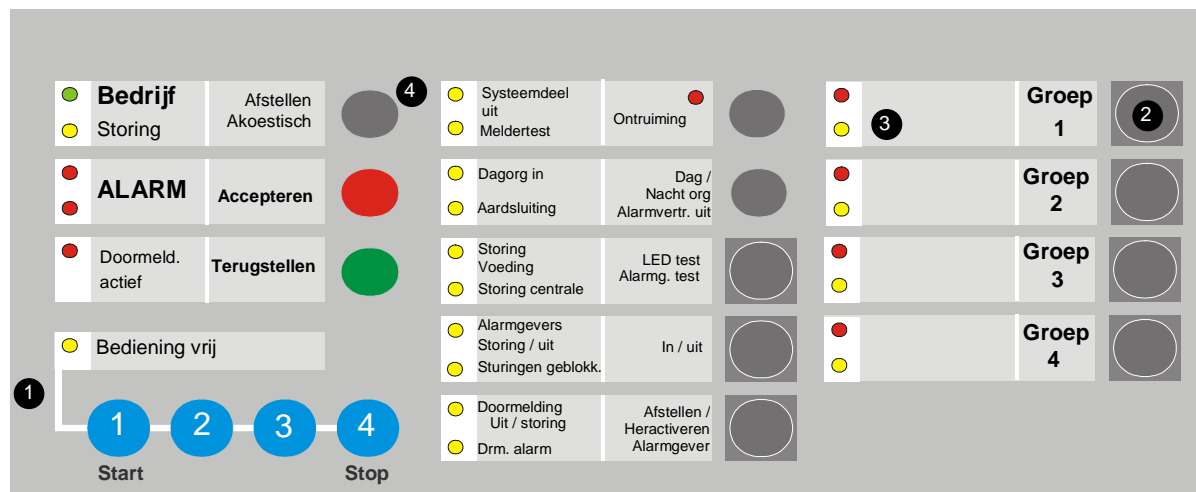 Bedrijf
Storing
Afstellen
Akoestisch
4
ALARM
Accepteren
Doormeld.
actief
Terugstellen
Bediening vrij
1
1 2 3 4
Start Stop
Systeemdeel
uit
Meldertest
Ontruiming
Dagorg in
Aardsluiting
Dag /
Nacht org
Alarmvertr. uit
Storing
Voeding
Storing centrale
LED test
Alarmg. test
Alarmgevers
Storing / uit
Sturingen geblokk.
In / uit
Doormelding
Uit / storing
Drm. alarm
Afstellen /
Heractiveren
Alarmgever
3
Groep
1
2
Groep
2
Groep
3
Groep
4